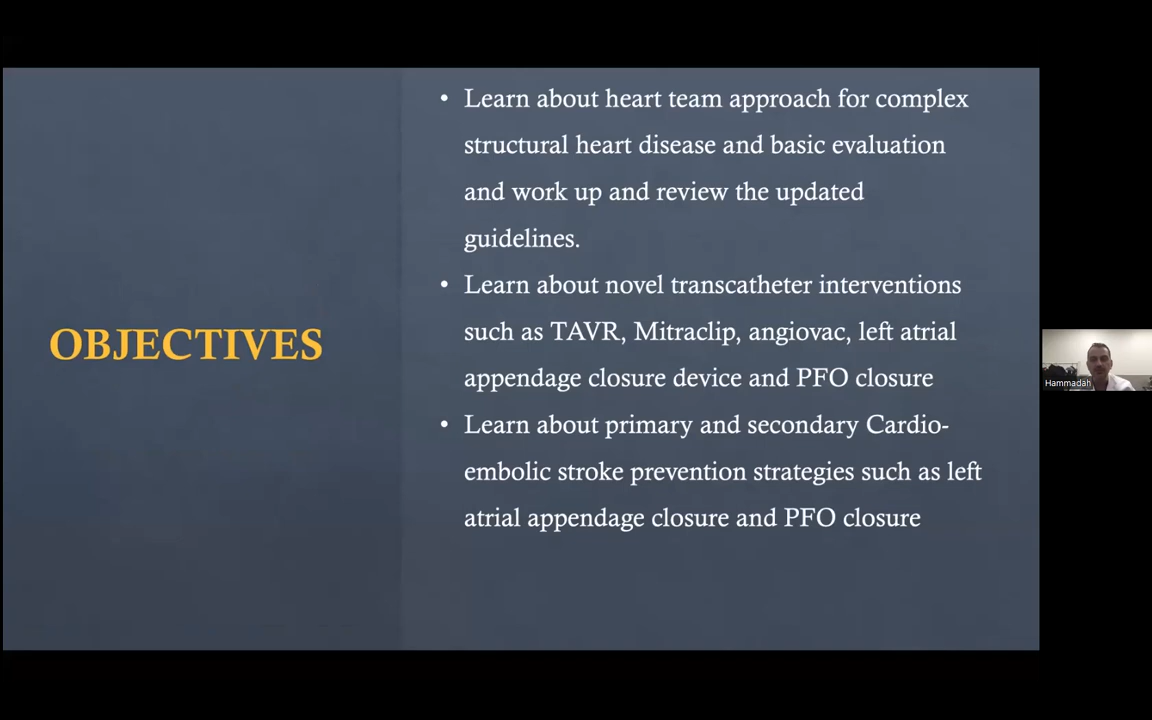 OBJECTIVES
• Learn about heart team approach for complex
structural heart disease and basic evaluation
and work up and review the updated
guidelines.
• Learn about novel transcatheter interventions
such as TAVR, Mitraclip, angiovac, left atrial
appendage closure device and PFO closure
• Learn about primary and secondary Cardio-
embolic stroke prevention strategies such as left
atrial appendage closure and PFO closure
Hammadah